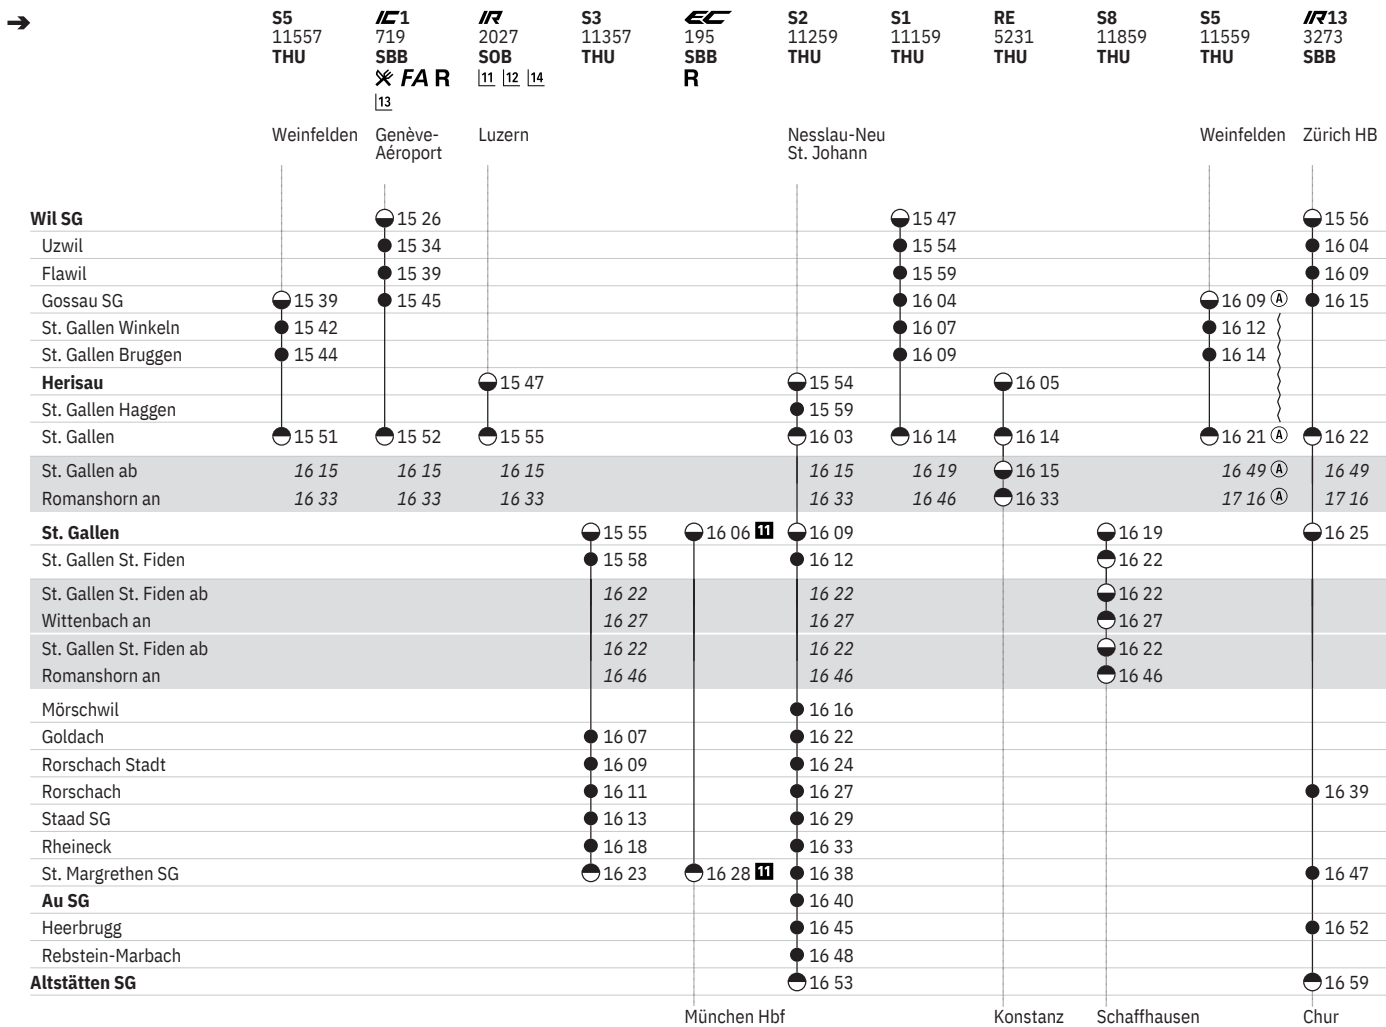 ➔ S5 IC1 IR S3 EC S2 S1 RE S8 S5 IR13
11557 719 2027 11357 195 11259 11159 5231 11859 11559 3273
THU SBB SOB THU SBB THU THU THU THU THU SBB
FA R 11 12 14 R
13
Weinfelden Genève- Luzern Nesslau-Neu Weinfelden Zürich HB
Aéroport St. Johann
Wil SG 15 26 15 47 15 56
Uzwil 15 34 15 54 16 04
Flawil 15 39 15 59 16 09
Gossau SG 15 39 15 45 16 04 16 09 Ⓐ 16 15
St. Gallen Winkeln 15 42 16 07 16 12
St. Gallen Bruggen 15 44 16 09 16 14
Herisau 15 47 15 54 16 05
St. Gallen Haggen 15 59
St. Gallen 15 51 15 52 15 55 16 03 16 14 16 14 16 21 Ⓐ 16 22
St. Gallen ab 16 15 16 15 16 15 16 15 16 19 16 15 16 49 Ⓐ 16 49
Romanshorn an 16 33 16 33 16 33 16 33 16 46 16 33 17 16 Ⓐ 17 16
St. Gallen 15 55 16 06 11 16 09 16 19 16 25
St. Gallen St. Fiden 15 58 16 12 16 22
St. Gallen St. Fiden ab 16 22 16 22 16 22
Wittenbach an 16 27 16 27 16 27
St. Gallen St. Fiden ab 16 22 16 22 16 22
Romanshorn an 16 46 16 46 16 46
Mörschwil 16 16
Goldach 16 07 16 22
Rorschach Stadt 16 09 16 24
Rorschach 16 11 16 27 16 39
Staad SG 16 13 16 29
Rheineck 16 18 16 33
St. Margrethen SG 16 23 16 28 11 16 38 16 47
Au SG 16 40
Heerbrugg 16 45 16 52
Rebstein-Marbach 16 48
Altstätten SG 16 53 16 59
München Hbf Konstanz Schaffhausen Chur